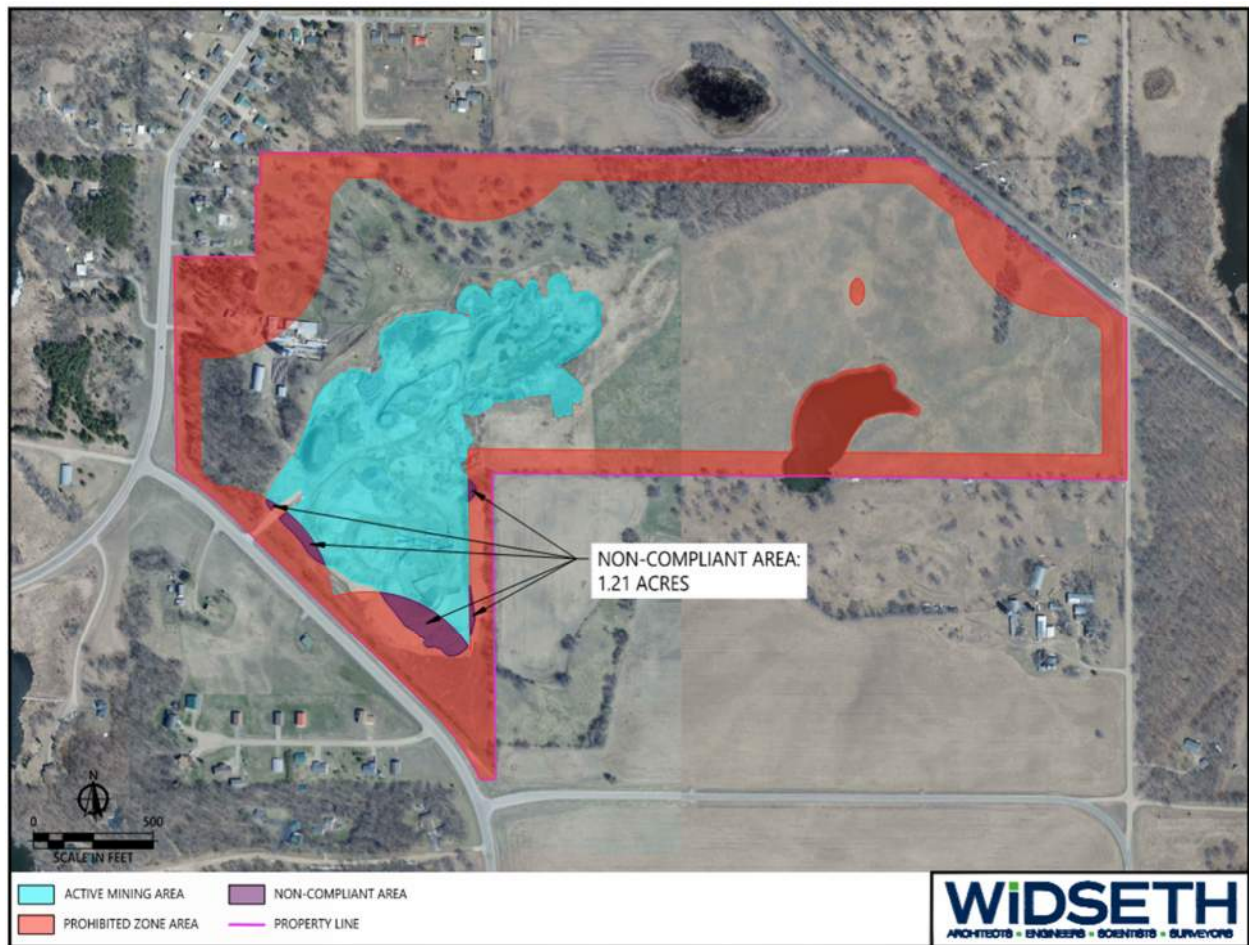 NON-COMPLIANT AREA:
1.21 ACRES
N
0 500
SCALE IN FEET
ACTIVE MINING AREA
NON-COMPLIANT AREA
PROHIBITED ZONE AREA
PROPERTY LINE
WiDSETH
ARCHITECTS • ENGINEERS • SCIENTISTS • SURVEYORS